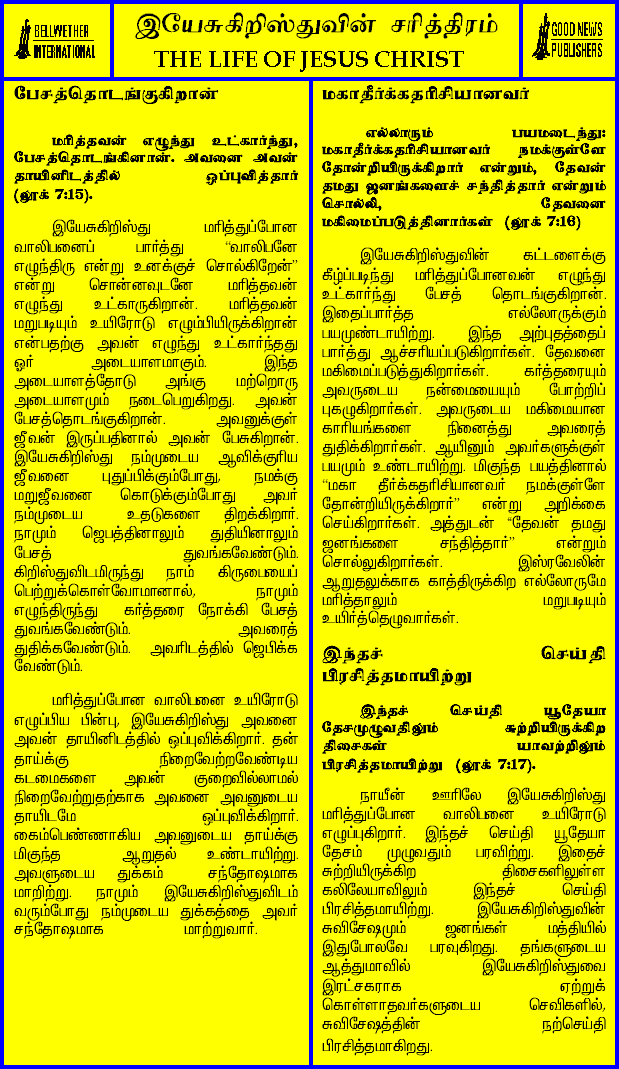 BELLWETHER
INTERNATIONAL
இயேசுகிறிஸ்துவின் சரித்திரம்
THE LIFE OF JESUS CHRIST
GOOD NEWS
PUBLISHERS
பேசத்தொடங்குகிறான்
மரித்தவன் எழுந்து உட்கார்ந்து,
பேசத்தொடங்கினான். அவனை அவன்
தாயினிடத்தில் ஒப்புவித்தார்
(லூக் 7:15).
இயேசுகிறிஸ்து மரித்துப்போன
வாலிபனைப் பார்த்து “வாலிபனே
எழுந்திரு என்று உனக்குச் சொல்கிறேன்”
என்று சொன்னவுடனே மரித்தவன்
எழுந்து உட்காருகிறான். மரித்தவன்
மறுபடியும் உயிரோடு எழும்பியிருக்கிறான்
என்பதற்கு அவன் எழுந்து உட்கார்ந்தது
ஓர் அடையாளமாகும். இந்த
அடையாளத்தோடு அங்கு மற்றொரு
அடையாளமும் நடைபெறுகிறது. அவன்
பேசத்தொடங்குகிறான். அவனுக்குள்
ஜீவன் இருப்பதினால் அவன் பேசுகிறான்.
இயேசுகிறிஸ்து நம்முடைய ஆவிக்குரிய
ஜீவனை புதுப்பிக்கும்போது, நமக்கு
மறுஜீவனை கொடுக்கும்போது அவர்
நம்முடைய உதடுகளை திறக்கிறார்.
நாமும் ஜெபத்தினாலும் துதியினாலும்
பேசத் துவங்கவேண்டும்.
கிறிஸ்துவிடமிருந்து நாம் கிருபையைப்
பெற்றுக்கொள்வோமானால், நாமும்
எழுந்திருந்து கர்த்தரை நோக்கி பேசத்
துவங்கவேண்டும். அவரைத்
துதிக்கவேண்டும். அவரிடத்தில் ஜெபிக்க
வேண்டும்.
மரித்துப்போன வாலிபனை உயிரோடு
எழுப்பிய பின்பு, இயேசுகிறிஸ்து அவனை
அவன் தாயினிடத்தில் ஒப்புவிக்கிறார். தன்
தாய்க்கு நிறைவேற்றவேண்டிய
கடமைகளை அவன் குறைவில்லாமல்
நிறைவேற்றுதற்காக அவனை அவனுடைய
தாயிடமே ஒப்புவிக்கிறார்.
கைம்பெண்ணாகிய அவனுடைய தாய்க்கு
மிகுந்த ஆறுதல் உண்டாயிற்று.
அவளுடைய துக்கம் சந்தோஷமாக
மாறிற்று. நாமும் இயேசுகிறிஸ்துவிடம்
வரும்போது நம்முடைய துக்கத்தை அவர்
சந்தோஷமாக மாற்றுவார்.
மகாதீர்க்கதரிசியானவர்
எல்லாரும் பயமடைந்து:
மகாதீர்க்கதரிசியானவர் நமக்குள்ளே
தோன்றியிருக்கிறார் என்றும், தேவன்
தமது ஜனங்களைச் சந்தித்தார் என்றும்
சொல்லி, தேவனை
மகிமைப்படுத்தினார்கள் (லூக் 7:16)
இயேசுகிறிஸ்துவின் கட்டளைக்கு
கீழ்ப்படிந்து மரித்துப்போனவன் எழுந்து
உட்கார்ந்து பேசத் தொடங்குகிறான்.
இதைப்பார்த்த எல்லோருக்கும்
பயமுண்டாயிற்று. இந்த அற்புதத்தைப்
பார்த்து ஆச்சரியப்படுகிறார்கள். தேவனை
மகிமைப்படுத்துகிறார்கள். கர்த்தரையும்
அவருடைய நன்மையையும் போற்றிப்
புகழுகிறார்கள். அவருடைய மகிமையான
காரியங்களை நினைத்து அவரைத்
துதிக்கிறார்கள். ஆயினும் அவர்களுக்குள்
பயமும் உண்டாயிற்று. மிகுந்த பயத்தினால்
“மகா தீர்க்கதரிசியானவர் நமக்குள்ளே
தோன்றியிருக்கிறார்” என்று அறிக்கை
செய்கிறார்கள். அத்துடன் “தேவன் தமது
ஜனங்களை சந்தித்தார்” என்றும்
சொல்லுகிறார்கள். இஸ்ரவேலின்
ஆறுதலுக்காக காத்திருக்கிற எல்லோருமே
மரித்தாலும் மறுபடியும்
உயிர்த்தெழுவார்கள்.
இந்தச் செய்தி
பிரசித்தமாயிற்று
இந்தச் செய்தி யூதேயா
தேசமுழுவதிலும் சுற்றியிருக்கிற
திசைகள் யாவற்றிலும்
பிரசித்தமாயிற்று (லூக் 7:17).
நாயீன் ஊரிலே இயேசுகிறிஸ்து
மரித்துப்போன வாலிபனை உயிரோடு
எழுப்புகிறார். இந்தச் செய்தி யூதேயா
தேசம் முழுவதும் பரவிற்று. இதைச்
சுற்றியிருக்கிற திசைகளிலுள்ள
கலிலேயாவிலும் இந்தச் செய்தி
பிரசித்தமாயிற்று. இயேசுகிறிஸ்துவின்
சுவிசேஷமும் ஜனங்கள் மத்தியில்
இதுபோலவே பரவுகிறது. தங்களுடைய
ஆத்துமாவில் இயேசுகிறிஸ்துவை
இரட்சகராக ஏற்றுக்
கொள்ளாதவர்களுடைய செவிகளில்,
சுவிசேஷத்தின் நற்செய்தி
பிரசித்தமாகிறது.